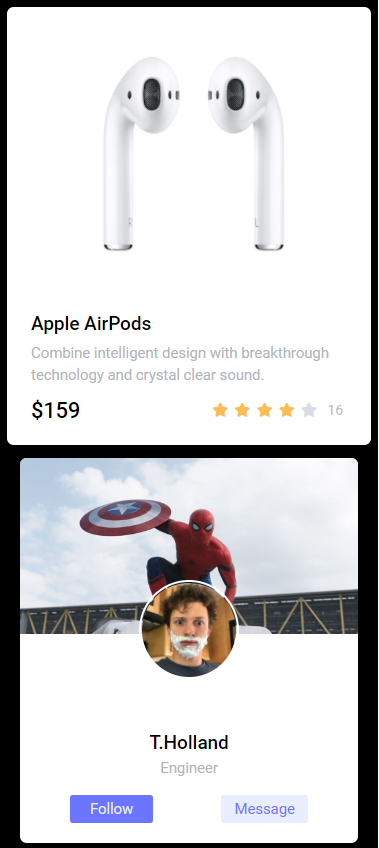 R L
Apple AirPods
Combine intelligent design with breakthrough
technology and crystal clear sound.
$159 16
T.Holland
Engineer
Follow Message